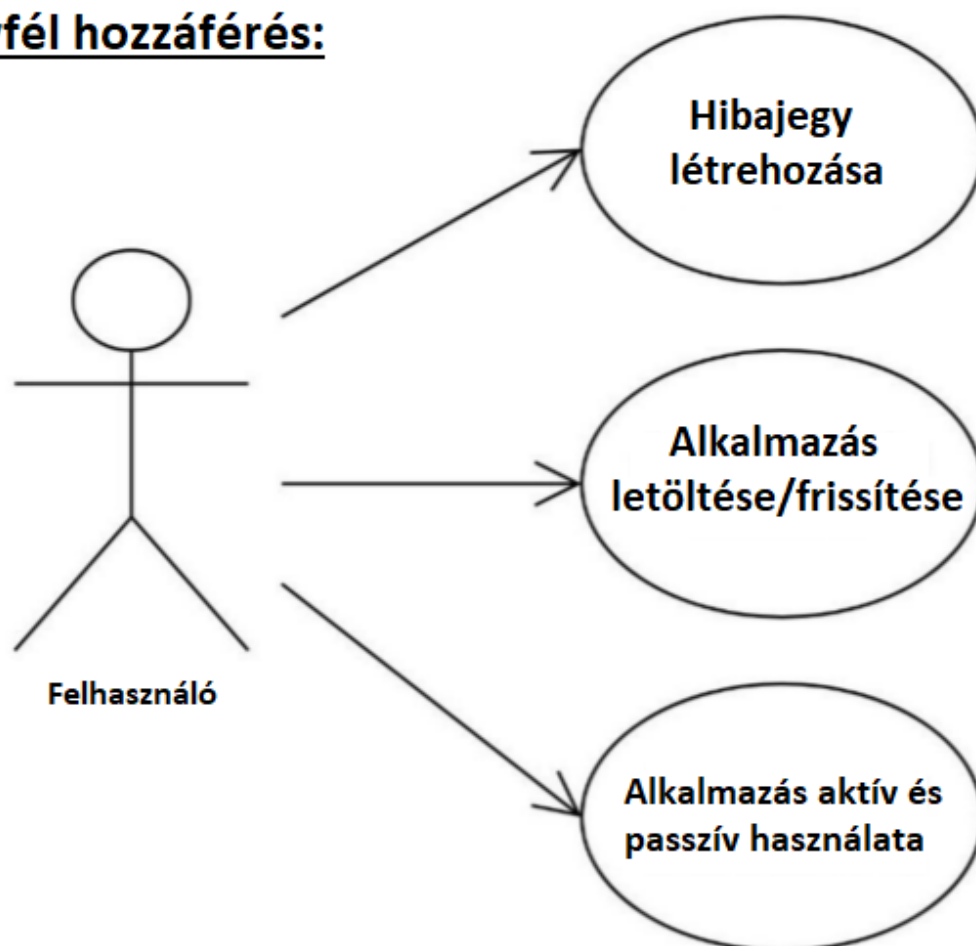 fél hozzáférés:
Hibajegy
létrehozása
Alkalmazás
letöltése/frissítése
Felhasználó
Alkalmazás aktív és
passzív használata